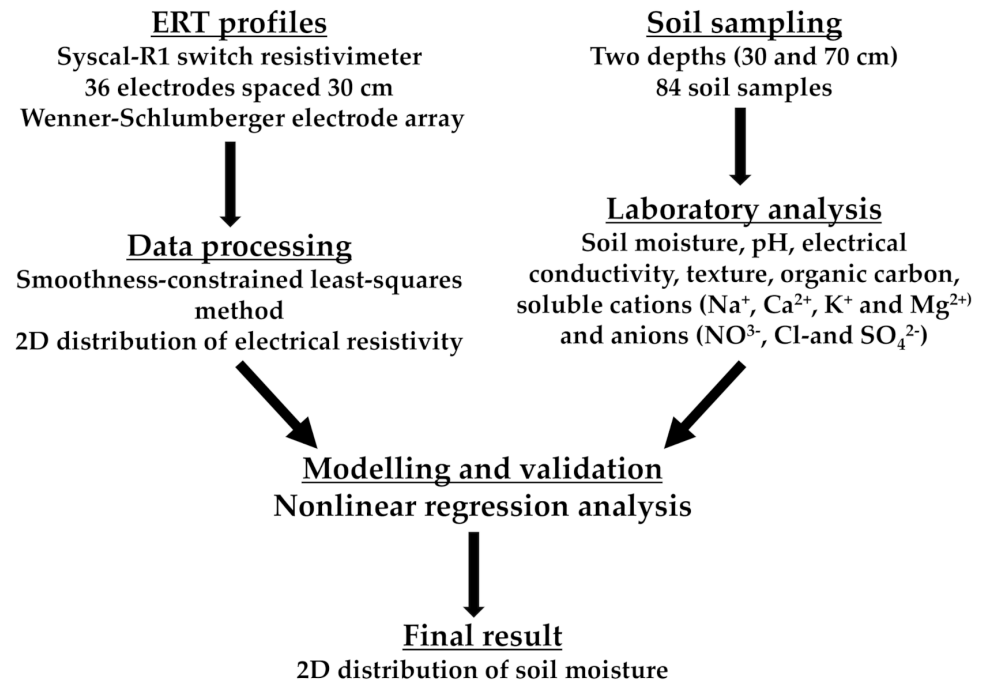 ERT profiles
Syscal-R1 switch resistivimeter
36 electrodes spaced 30 cm
Wenner-Schlumberger electrode array
Soil sampling
Two depths (30 and 70 cm)
84 soil samples
Data processing
Smoothness-constrained least-squares
method
2D distribution of electrical resistivity
Laboratory analysis
Soil moisture, pH, electrical
conductivity, texture, organic carbon,
soluble cations (Na⁺, Ca²⁺, K⁺ and Mg²⁺⁾
and anions (NO³⁻, Cl-and SO₄²⁻)
Modelling and validation
Nonlinear regression analysis
Final result
2D distribution of soil moisture